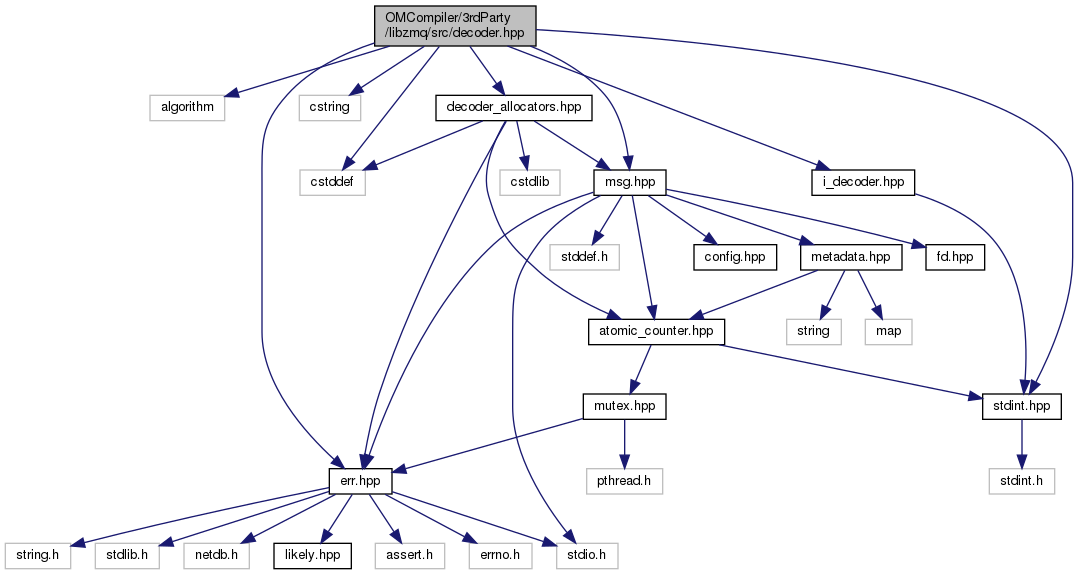 OMCompiler/3rdParty
/libzmq/src/decoder.hpp
algorithm
cstring
decoder_allocators.hpp
cstddef
cstdlib
msg.hpp
i_decoder.hpp
stddef.h
config.hpp
metadata.hpp
fd.hpp
atomic_counter.hpp
string
map
mutex.hpp
stdint.hpp
err.hpp
pthread.h
stdint.h
string.h
stdlib.h
netdb.h
likely.hpp
assert.h
errno.h
stdio.h